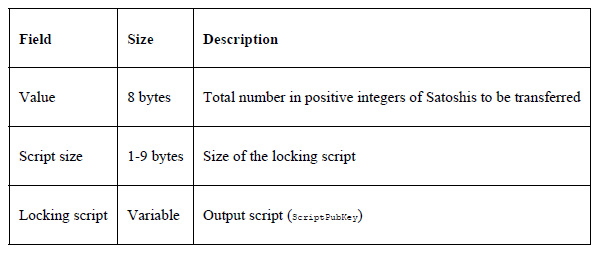 Field Size Description
Value 8 bytes Total number in positive integers of Satoshis to be transferred
Script size 1-9 bytes Size of the locking script
Locking script Variable Output script (ScriptPubKey)